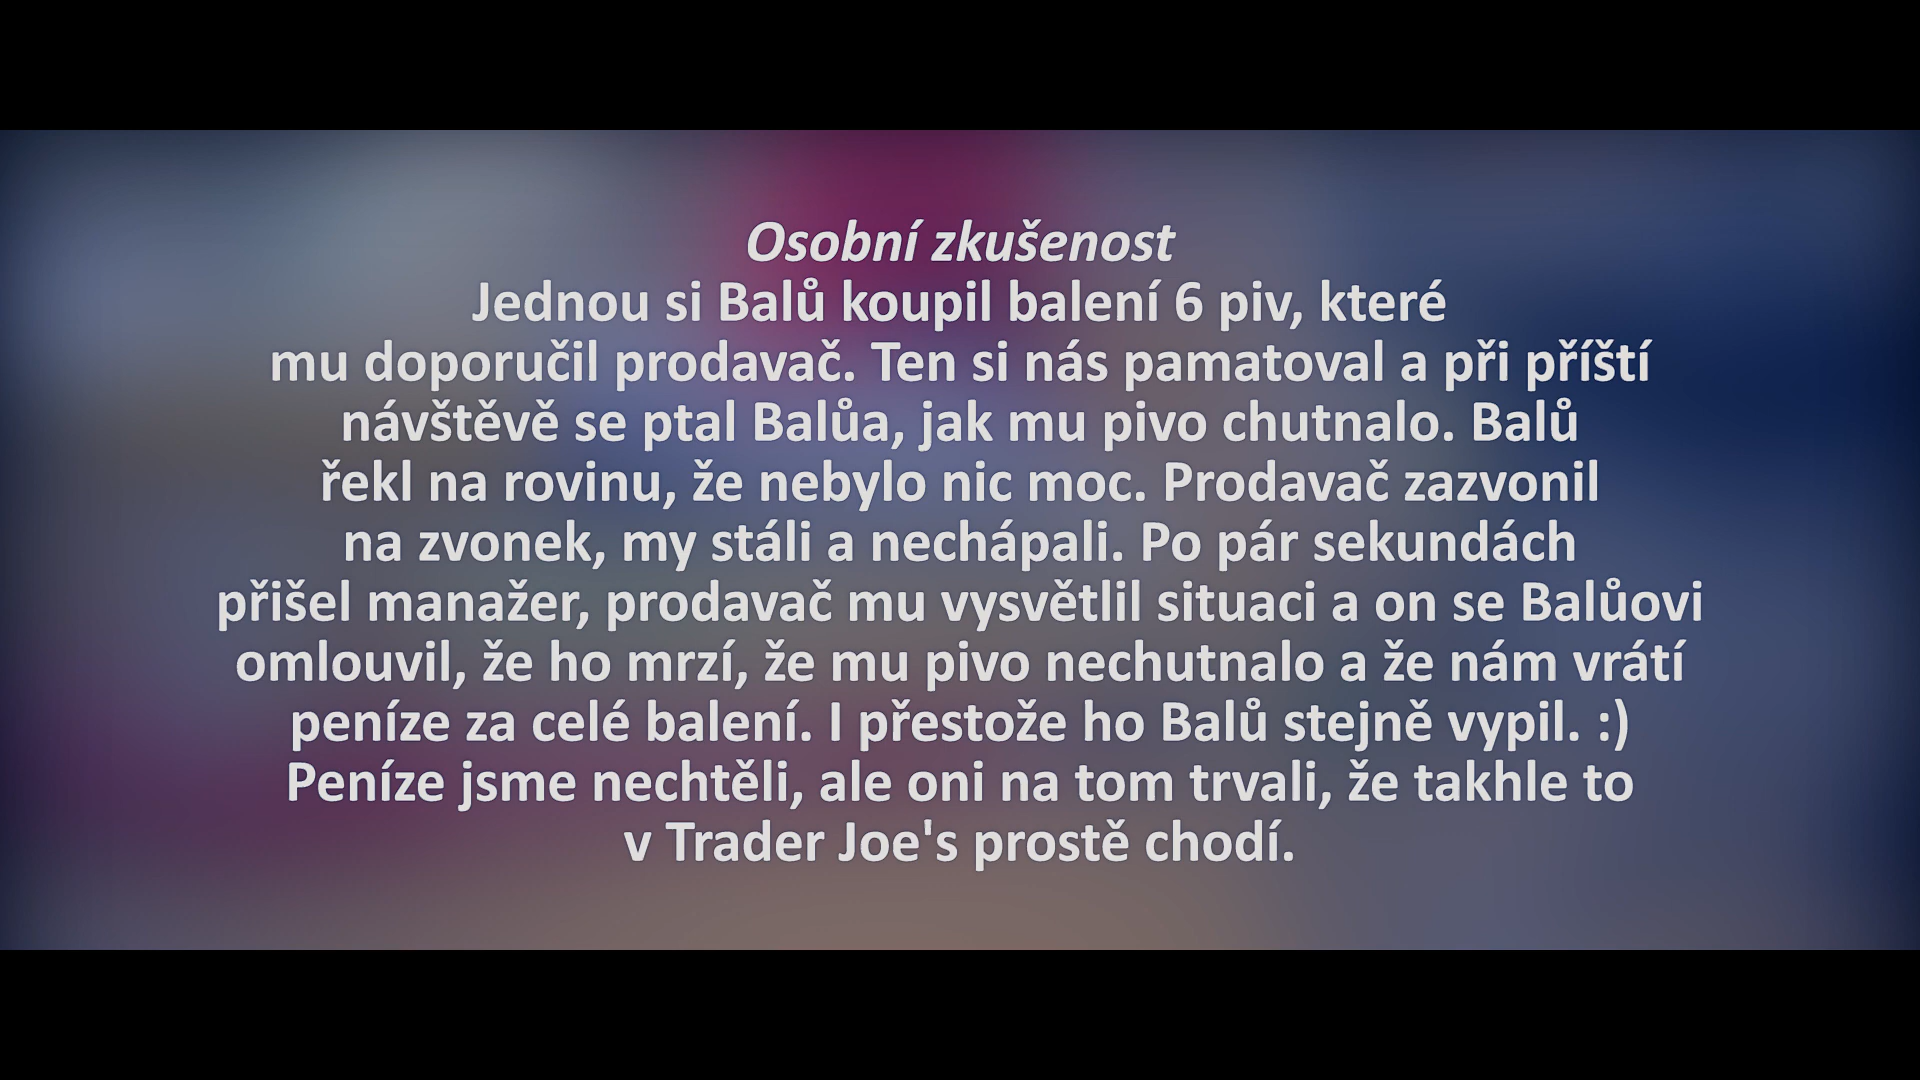 Osobní zkušenost
Jednou si Balů koupil balení 6 piv, které
mu doporučil prodavač. Ten si nás pamatoval a při příští
návštěvě se ptal Balůa, jak mu pivo chutnalo. Balů
řekl na rovinu, že nebylo nic moc. Prodavač zazvonil
na zvonek, my stáli a nechápali. Po pár sekundách
přišel manažer, prodavač mu vysvětlil situaci a on se Balůovi
omlouvil, že ho mrzí, že mu pivo nechutnalo a že nám vrátí
peníze za celé balení. I přestože ho Balů stejně vypil. :)
Peníze jsme nechtěli, ale oni na tom trvali, že takhle to
v Trader Joe's prostě chodí.